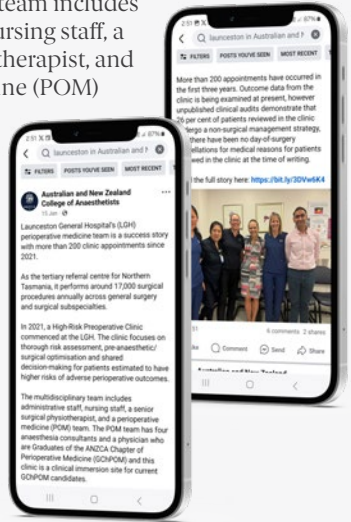 team includes
ursing staff, a
therapist, and
ine (POM)
2:51
87%
launceston in Australian and
FILTERS
POSTS YOU'VE SEEN
MOST RECENT
More than 200 appointments have occurred in
the first three years. Outcome data from the
clinic is being examined at present, however
unpublished clinical audits demonstrate that
26 per cent of patients reviewed in the clinic
dergo a non-surgical management strategy,
there have been no day-of-surgery
ellations for medical reasons for patients
wed in the clinic at the time of writing.
the full story here: https://bit.ly/3DVw6K4
51
6 comments 2 shares
Comment
Send
Share
2:51
87%
launceston in Australian and N
FILTERS
POSTS YOU'VE SEEN
MOST RECENT
Australian and New Zealand
College of Anaesthetists
15 Jan
Launceston General Hospital's (LGH)
perioperative medicine team is a success story
with more than 200 clinic appointments since
2021.
As the tertiary referral centre for Northern
Tasmania, it performs around 17,000 surgical
procedures annually across general surgery
and surgical subspecialties.
In 2021, a High-Risk Preoperative Clinic
commenced at the LGH. The clinic focuses on
thorough risk assessment, pre-anaesthetic/
surgical optimisation and shared
decision-making for patients estimated to have
higher risks of adverse perioperative outcomes.
The multidisciplinary team includes
administrative staff, nursing staff, a senior
surgical physiotherapist, and a perioperative
medicine (POM) team. The POM team has four
anaesthesia consultants and a physician who
are Graduates of the ANZCA Chapter of
Perioperative Medicine (GChPOM) and this
clinic is a clinical immersion site for current
GChPOM candidates.